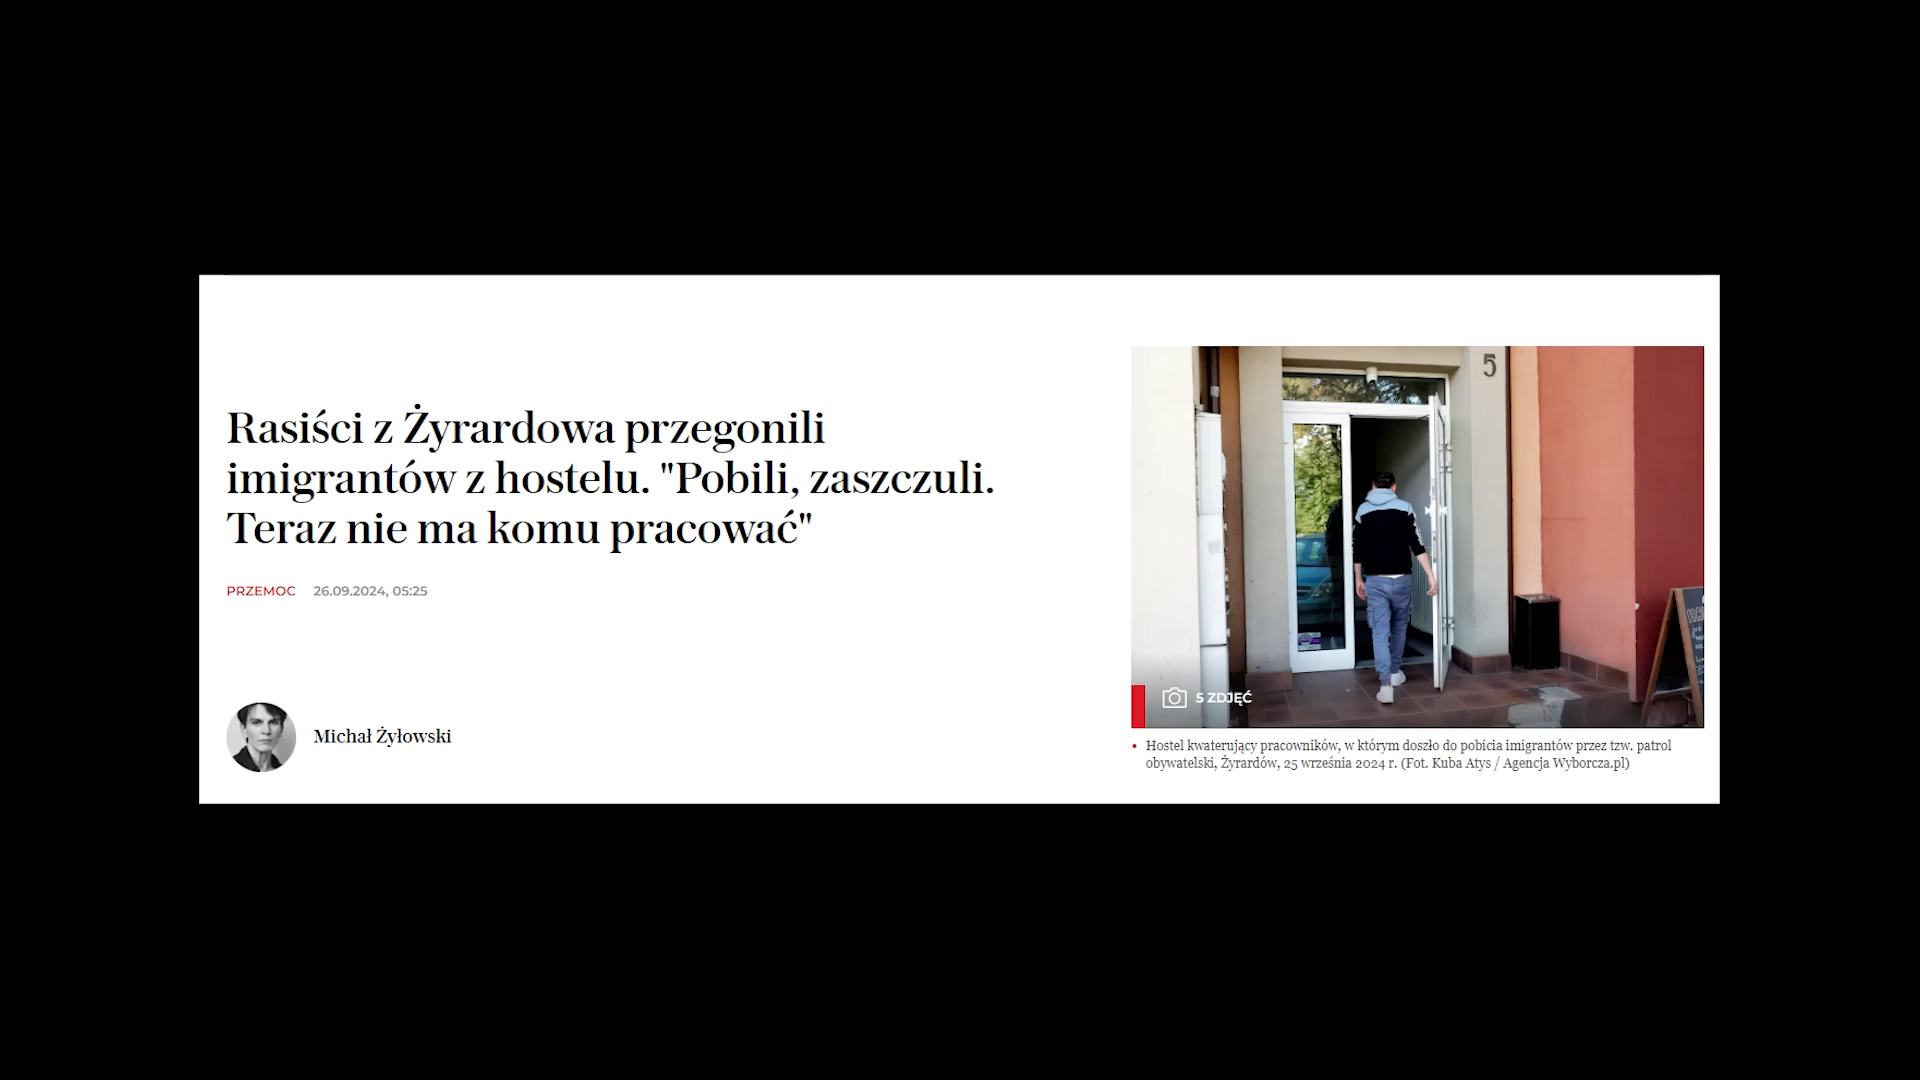 Rasiści z Żyrardowa przegonili
imigrantów z hostelu. "Pobili, zaszczuli.
Teraz nie ma komu pracować"
PRZEMOC 26.09.2024, 05:25
Michał Żyłowski
5
5 ZDJĘĆ
Hostel kwaterujący pracowników, w którym doszło do pobicia imigrantów przez tzw. patrol
obywatelski, Żyrardów, 25 września 2024 r. (Fot. Kuba Atys / Agencja Wyborcza.pl)